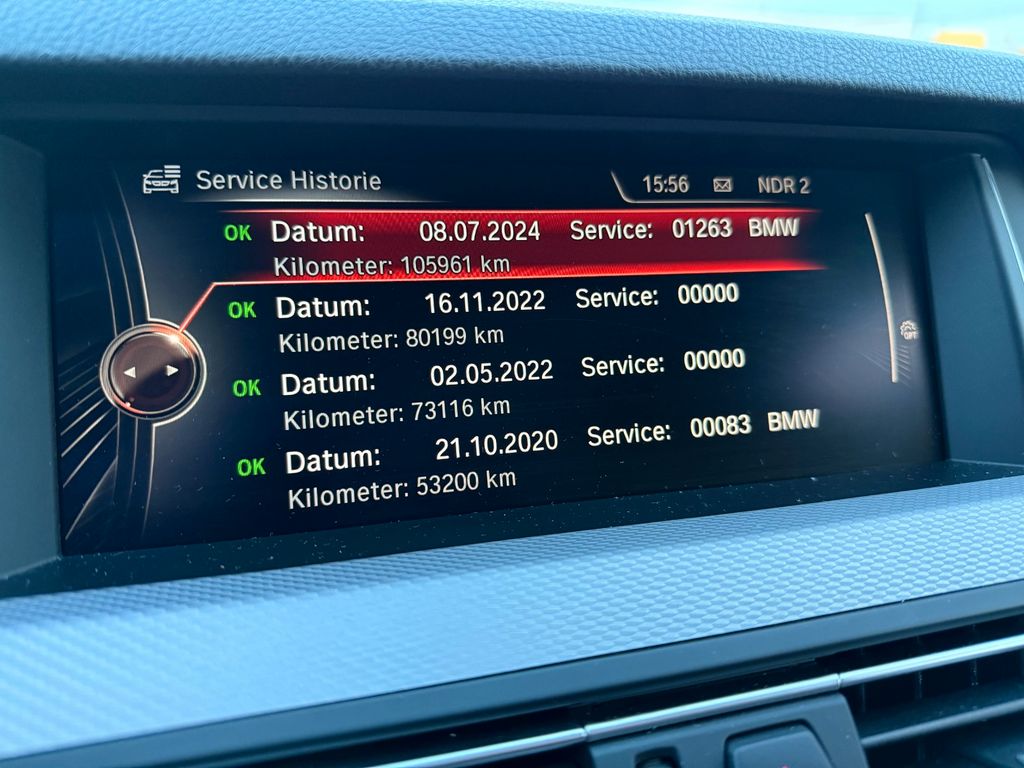 Service Historie 15:56 NDR 2
OK Datum: 08.07.2024 Service: 01263 BMW
Kilometer: 105961 km
OK Datum: 16.11.2022 Service: 00000
Kilometer: 80199 km
OK Datum: 02.05.2022 Service: 00000
Kilometer: 73116 km
OK Datum: 21.10.2020 Service: 00083 BMW
Kilometer: 53200 km
OPT